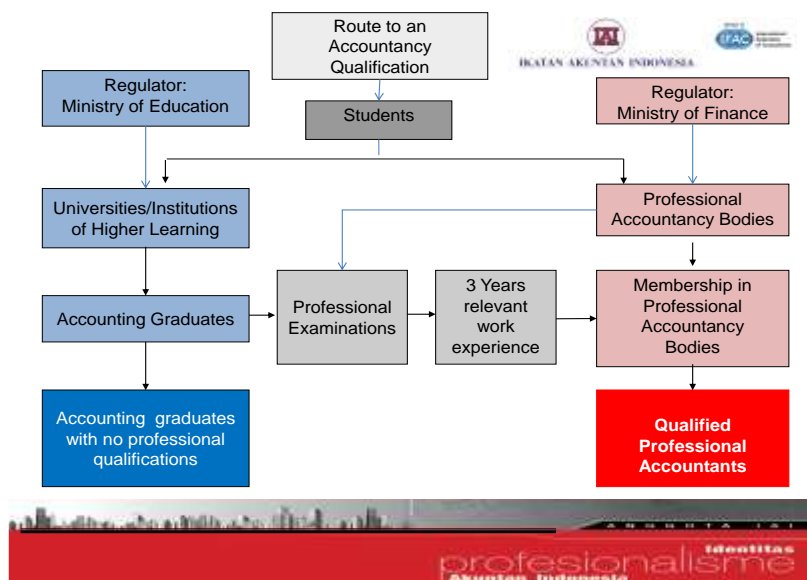 Route to an
Accountancy
Qualification
IAI
IKATAN AKUNTAN INDONESIA
IFAC
Regulator:
Ministry of Education
Students
Regulator:
Ministry of Finance
Universities/Institutions
of Higher Learning
Professional
Accountancy Bodies
Accounting Graduates
Professional
Examinations
3 Years
relevant
work
experience
Membership in
Professional
Accountancy
Bodies
Accounting graduates
with no professional
qualifications
Qualified
Professional
Accountants
ANGGOTA IAI
Identitas
profesionalisme
Akuntan Indonesia